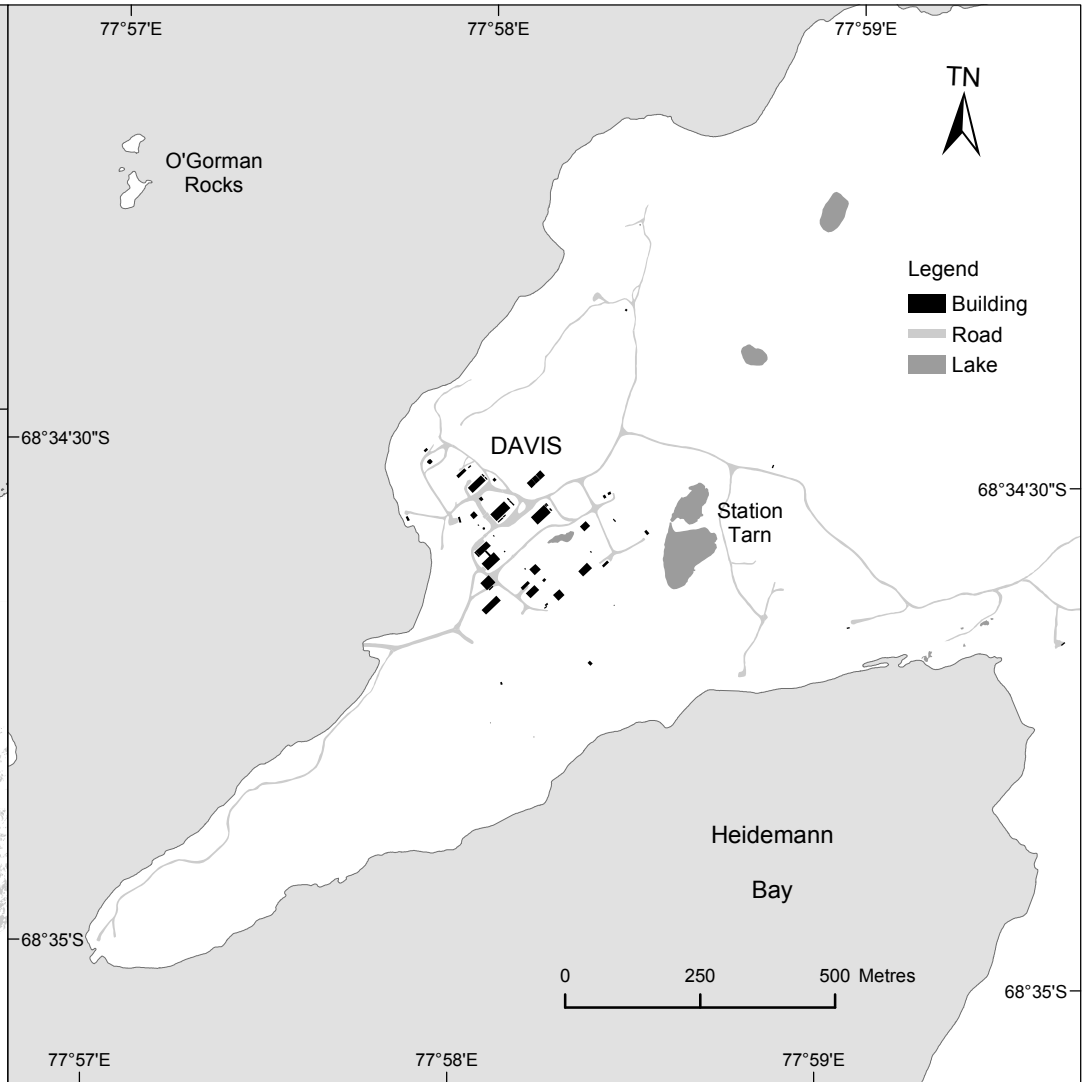 77°57'E
77°58'E
77°59'E
TN
O'Gorman
Rocks
Legend
Building
Road
Lake
68°34'30"S
DAVIS
68°34'30"S
Station
Tarn
Heidemann
Bay
68°35'S
0 250 500 Metres
68°35'S
77°57'E
77°58'E
77°59'E